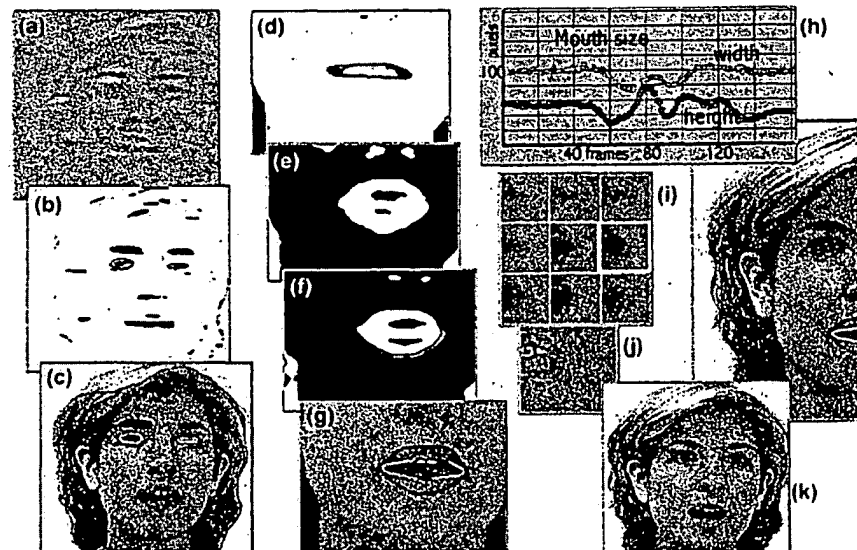 (a)
(b)
(c)
(d)
(e)
(f)
(g)
(h)
Mouth size
width
100
height
40 frames 80 120
(i)
(j)
(k)